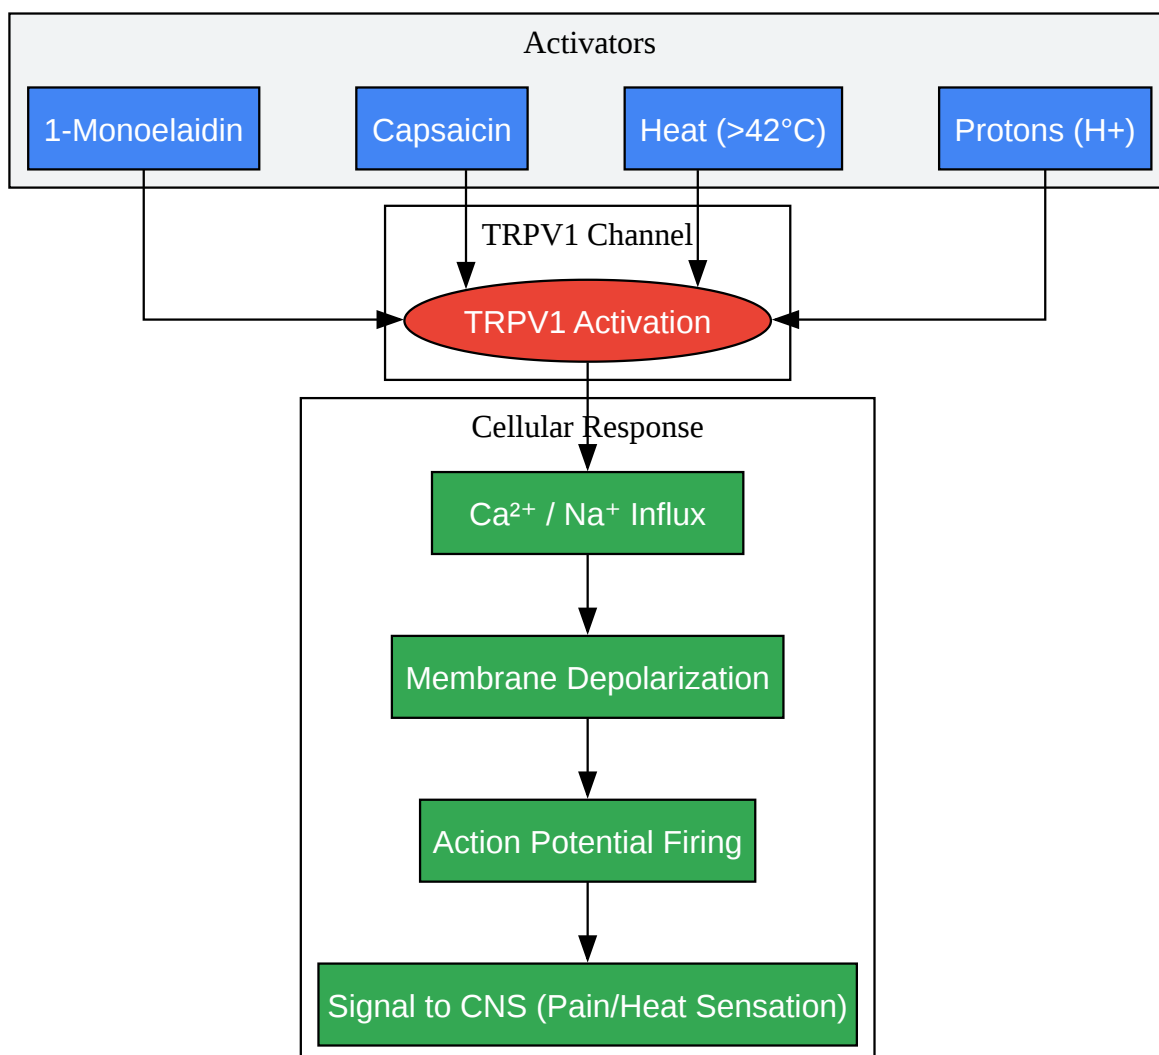 Activators
1-Monoelaidin
Capsaicin
Heat (>42°C)
Protons (H+)
TRPV1 Channel
TRPV1 Activation
Cellular Response
Ca²⁺ / Na⁺ Influx
Membrane Depolarization
Action Potential Firing
Signal to CNS (Pain/Heat Sensation)